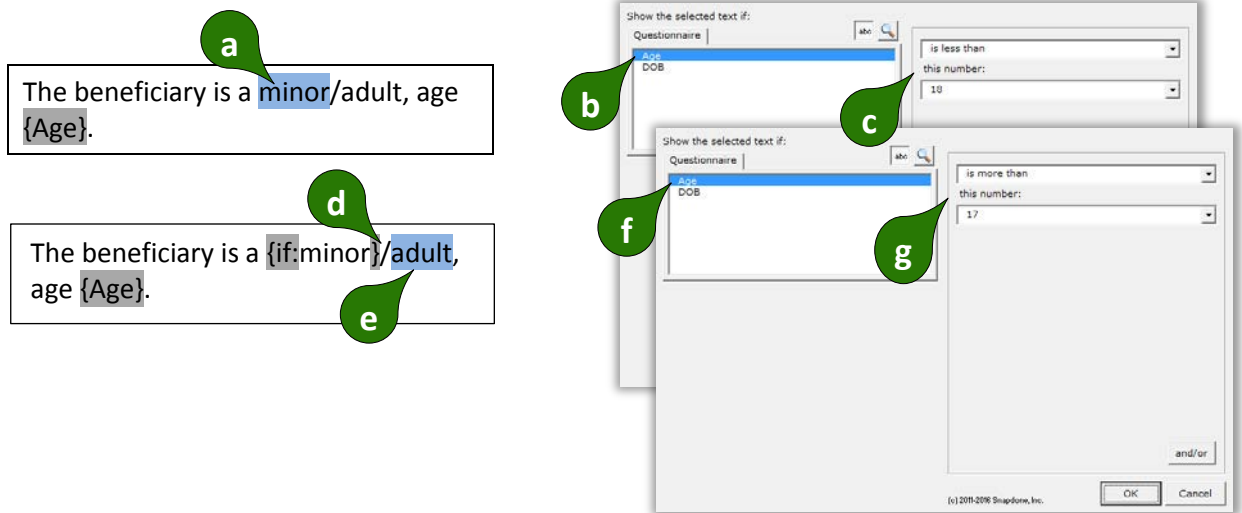 a
The beneficiary is a minor/adult, age
{Age}.
d
The beneficiary is a {if:minor}/adult,
age {Age}.
e
Show the selected text if:
Questionnaire
abc
Age
DOB
b
is less than
this number:
18
c
Show the selected text if:
Questionnaire
abc
Age
DOB
f
is more than
this number:
17
g
and/or
(c) 2011-2016 Snapdone, Inc.
OK
Cancel